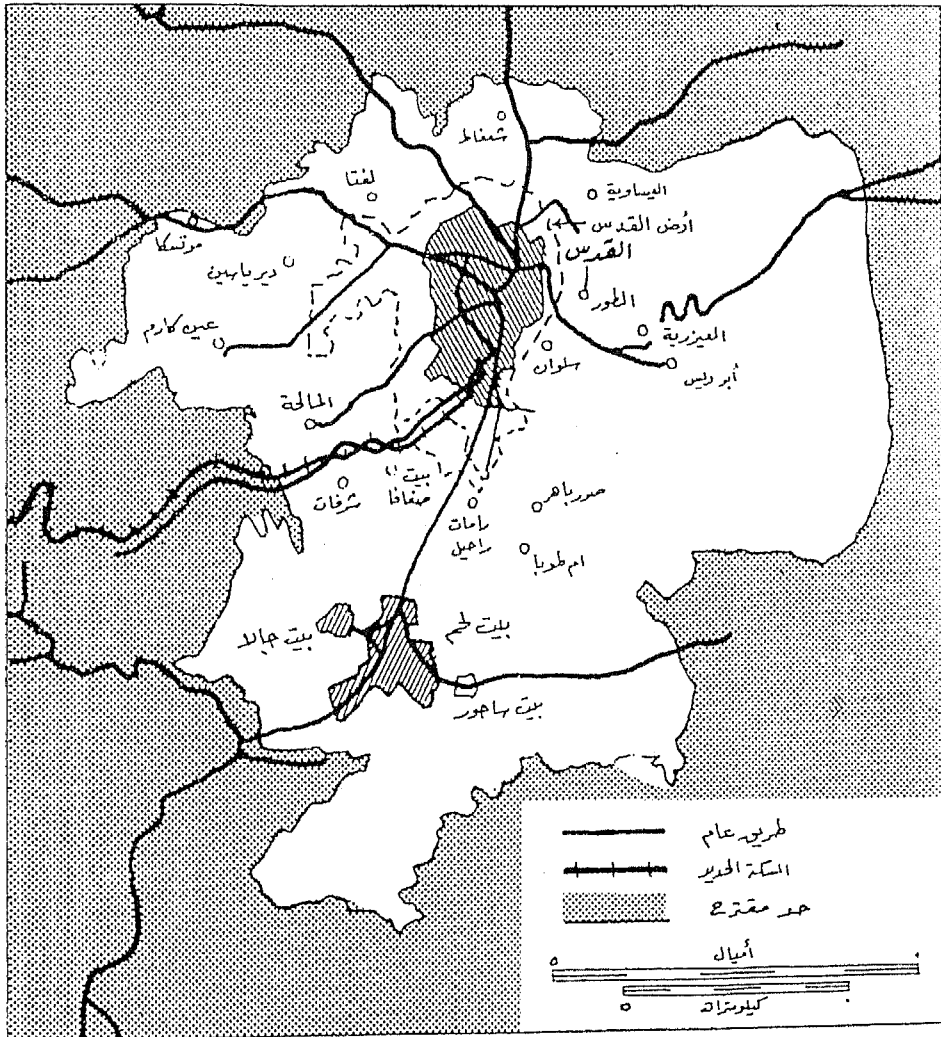 شعفاط
لفتا
العيساوية
أرض القدس
القدس
موتسكا
دير ياسين
الطور
العيزرية
عين كارم
سلوان
أبو ديس
المالحة
بيت
صفافا
شرفات
رامات
راحيل
صور باهر
ام طوبا
بيت جالا
بيت لحم
بيت ساحور
طريق عام
السكة الحديد
حد مقترح
أميال
كيلومترات